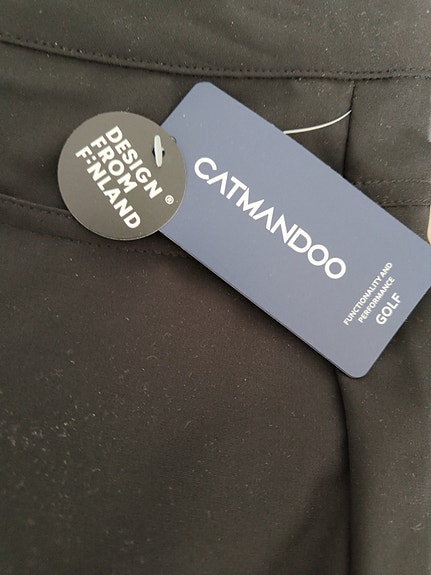 DESIGN
FROM
FINLAND
®
CATMANDOO
FUNCTIONALITY AND
PERFORMANCE
GOLF